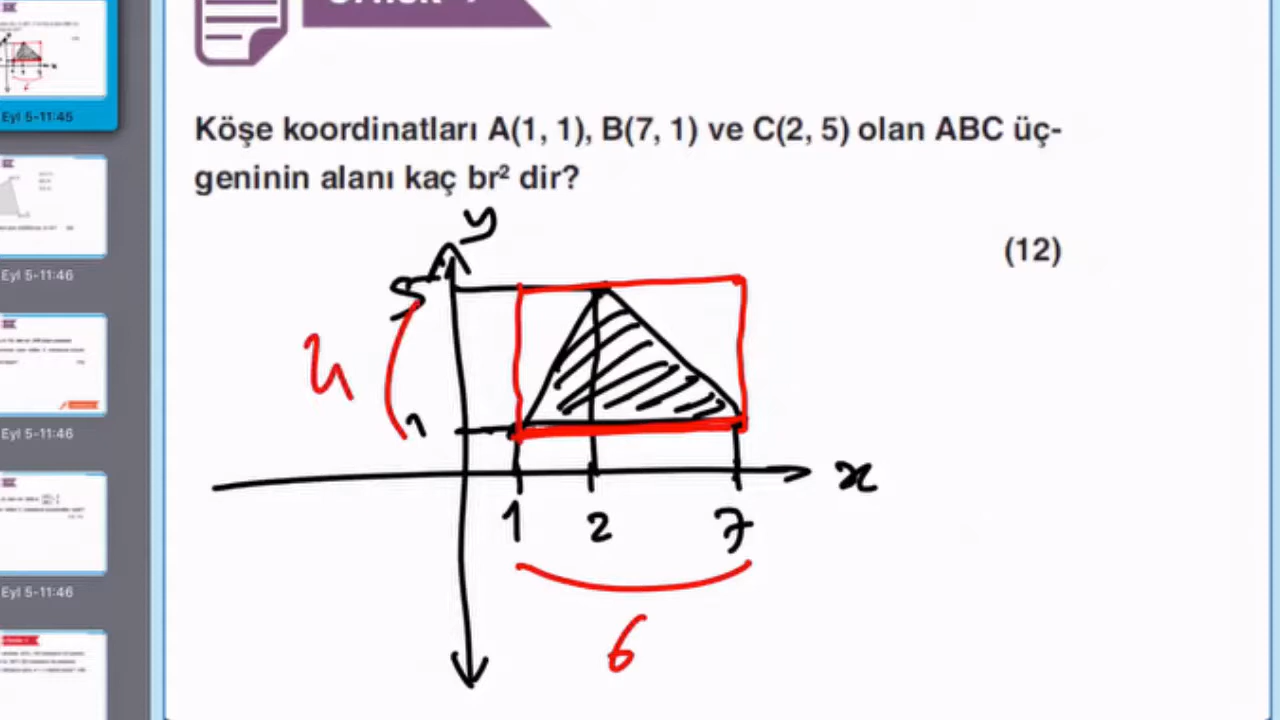 Köşe koordinatları A(1, 1), B(7, 1) ve C(2, 5) olan ABC üç-
geninin alanı kaç br² dir?
(12)
y
5
4
1
x
1 2 7
6
Eyl 5-11:45
Eyl 5-11:46
Eyl 5-11:46
Eyl 5-11:46